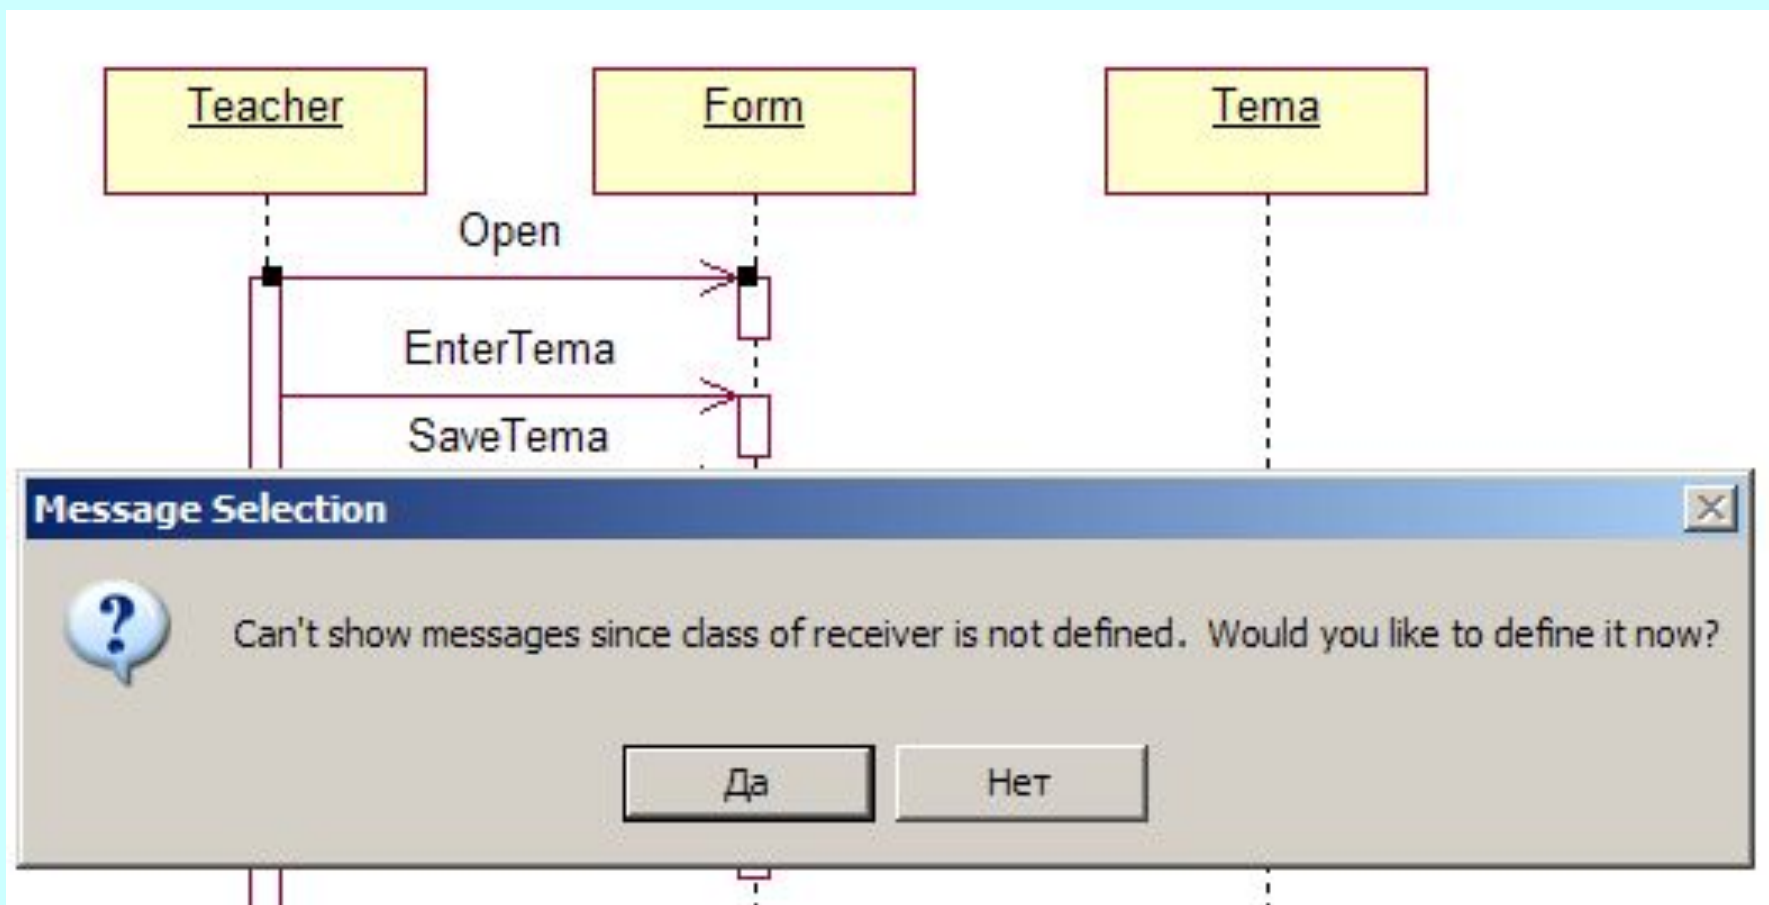 Teacher
Form
Tema
Open
EnterTema
SaveTema
Message Selection
?
Can't show messages since class of receiver is not defined.  Would you like to define it now?
Да
Нет